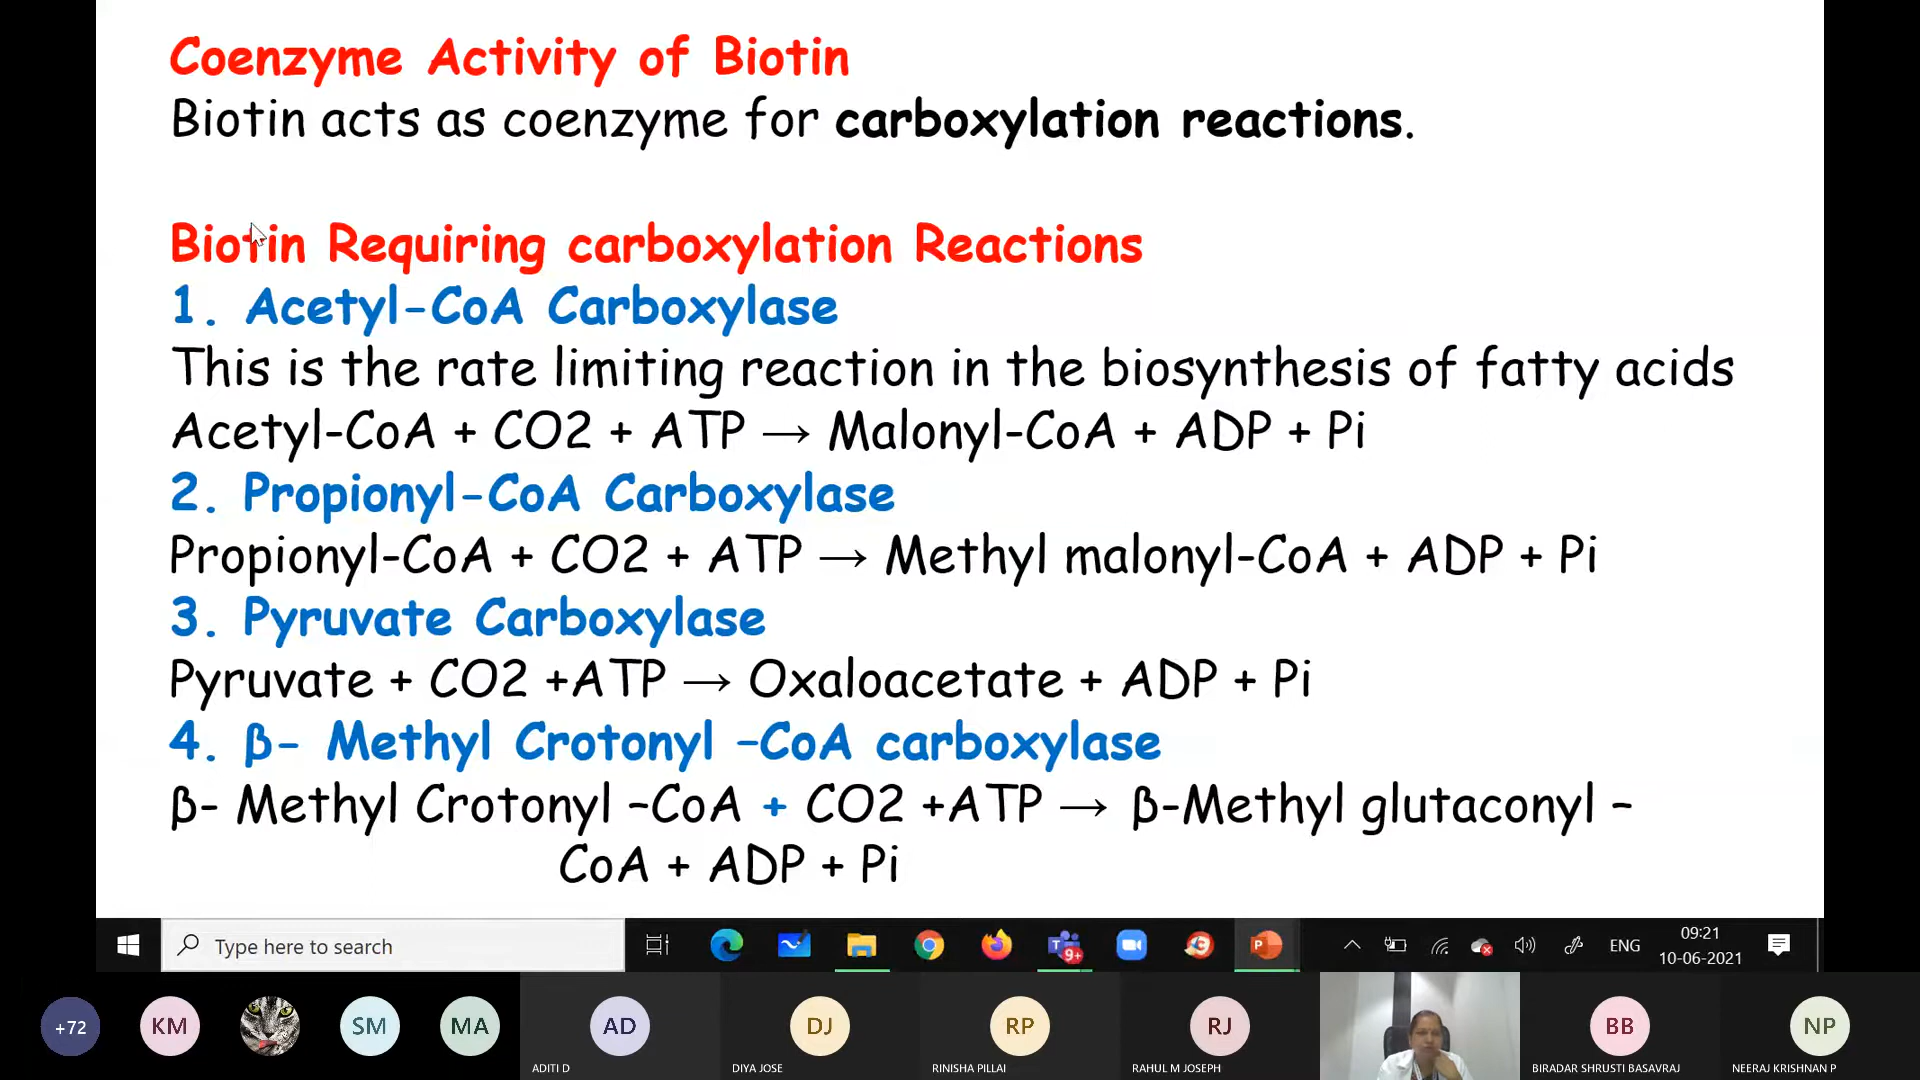 Coenzyme Activity of Biotin
Biotin acts as coenzyme for carboxylation reactions.
Biotin Requiring carboxylation Reactions
1. Acetyl-CoA Carboxylase
This is the rate limiting reaction in the biosynthesis of fatty acids
Acetyl-CoA + CO2 + ATP → Malonyl-CoA + ADP + Pi
2. Propionyl-CoA Carboxylase
Propionyl-CoA + CO2 + ATP → Methyl malonyl-CoA + ADP + Pi
3. Pyruvate Carboxylase
Pyruvate + CO2 +ATP → Oxaloacetate + ADP + Pi
4. β- Methyl Crotonyl –CoA carboxylase
β- Methyl Crotonyl –CoA + CO2 +ATP → β-Methyl glutaconyl –
CoA + ADP + Pi
Type here to search
9+
ENG
09:21
10-06-2021
+72
KM
SM
MA
AD
DJ
RP
RJ
BB
NP
ADITI D
DIYA JOSE
RINISHA PILLAI
RAHUL M JOSEPH
BIRADAR SHRUSTI BASAVRAJ
NEERAJ KRISHNAN P